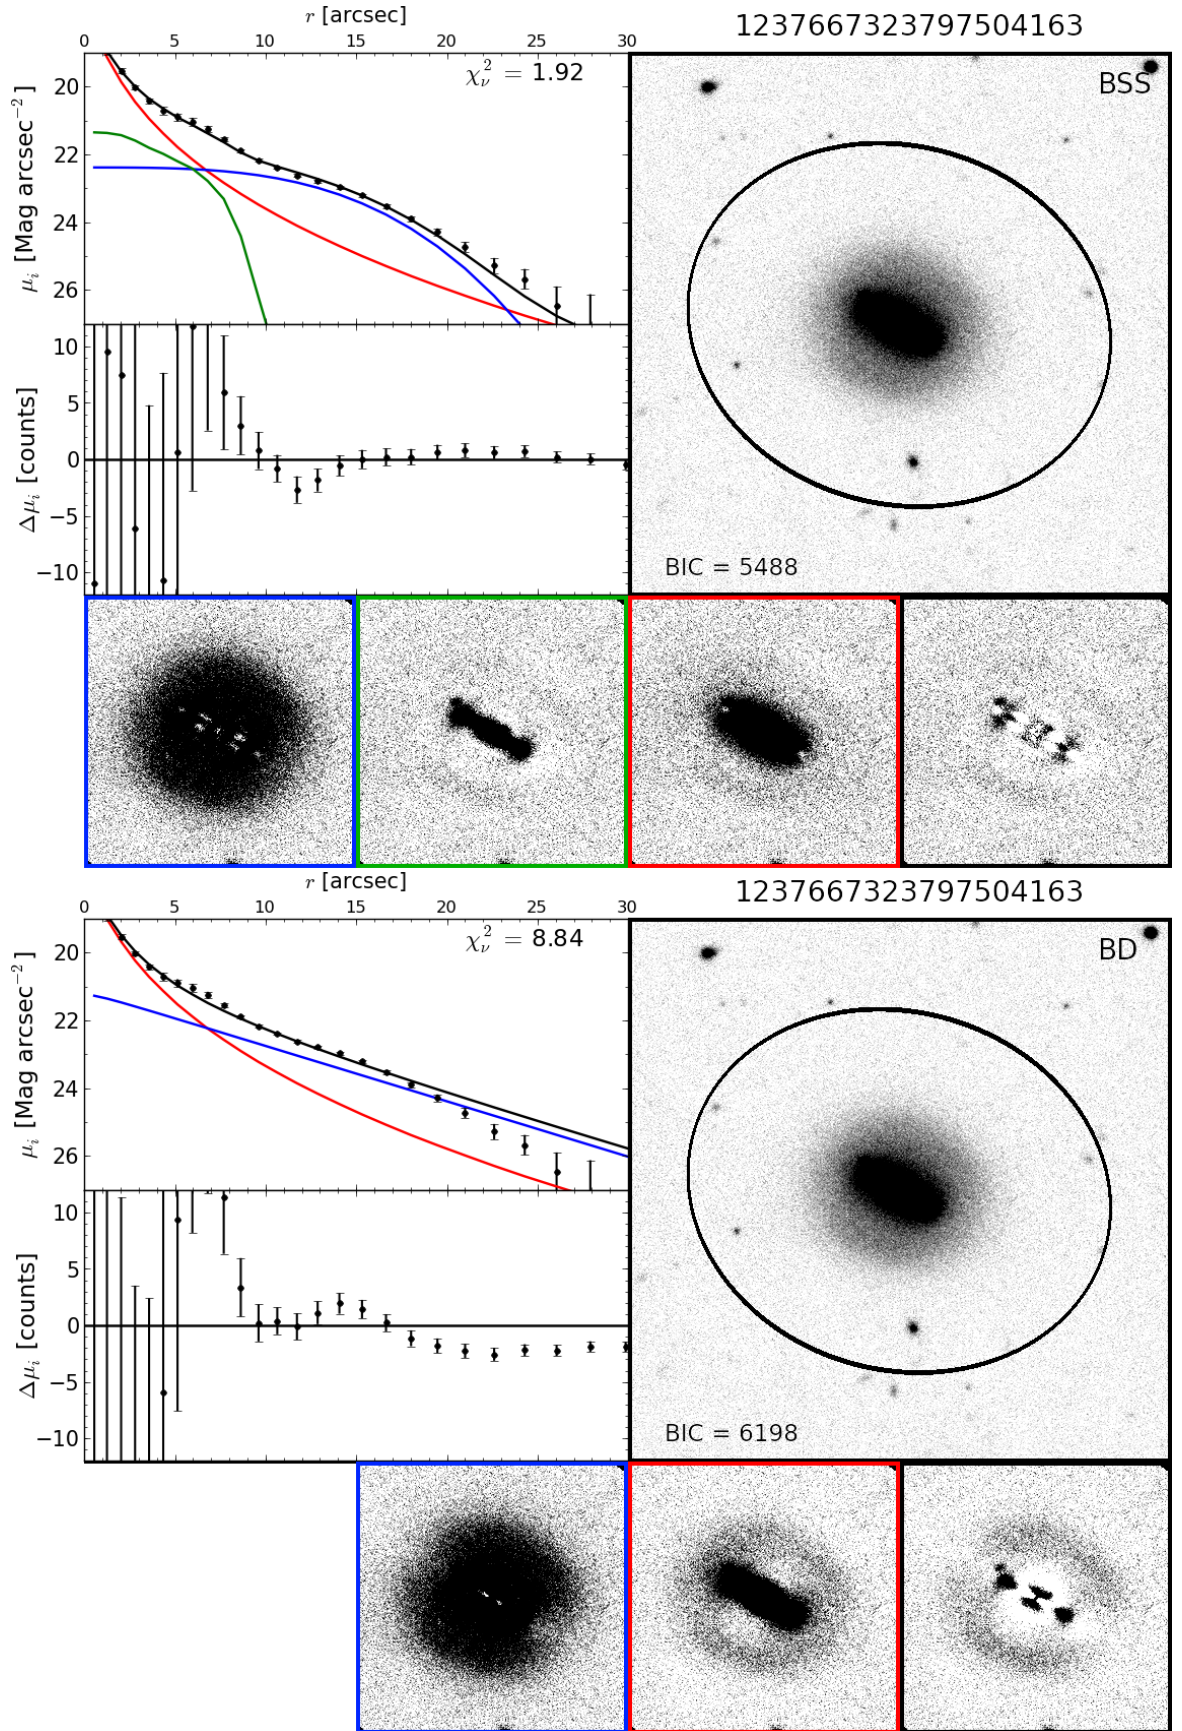 r [arcsec]
1237667323797504163
0 5 10 15 20 25 30
χ²ᵥ = 1.92
BSS
20
22
24
26
μᵢ [Mag arcsec⁻²]
10
5
0
−5
−10
Δμᵢ [counts]
BIC = 5488
r [arcsec]
1237667323797504163
0 5 10 15 20 25 30
χ²ᵥ = 8.84
BD
20
22
24
26
μᵢ [Mag arcsec⁻²]
10
5
0
−5
−10
Δμᵢ [counts]
BIC = 6198